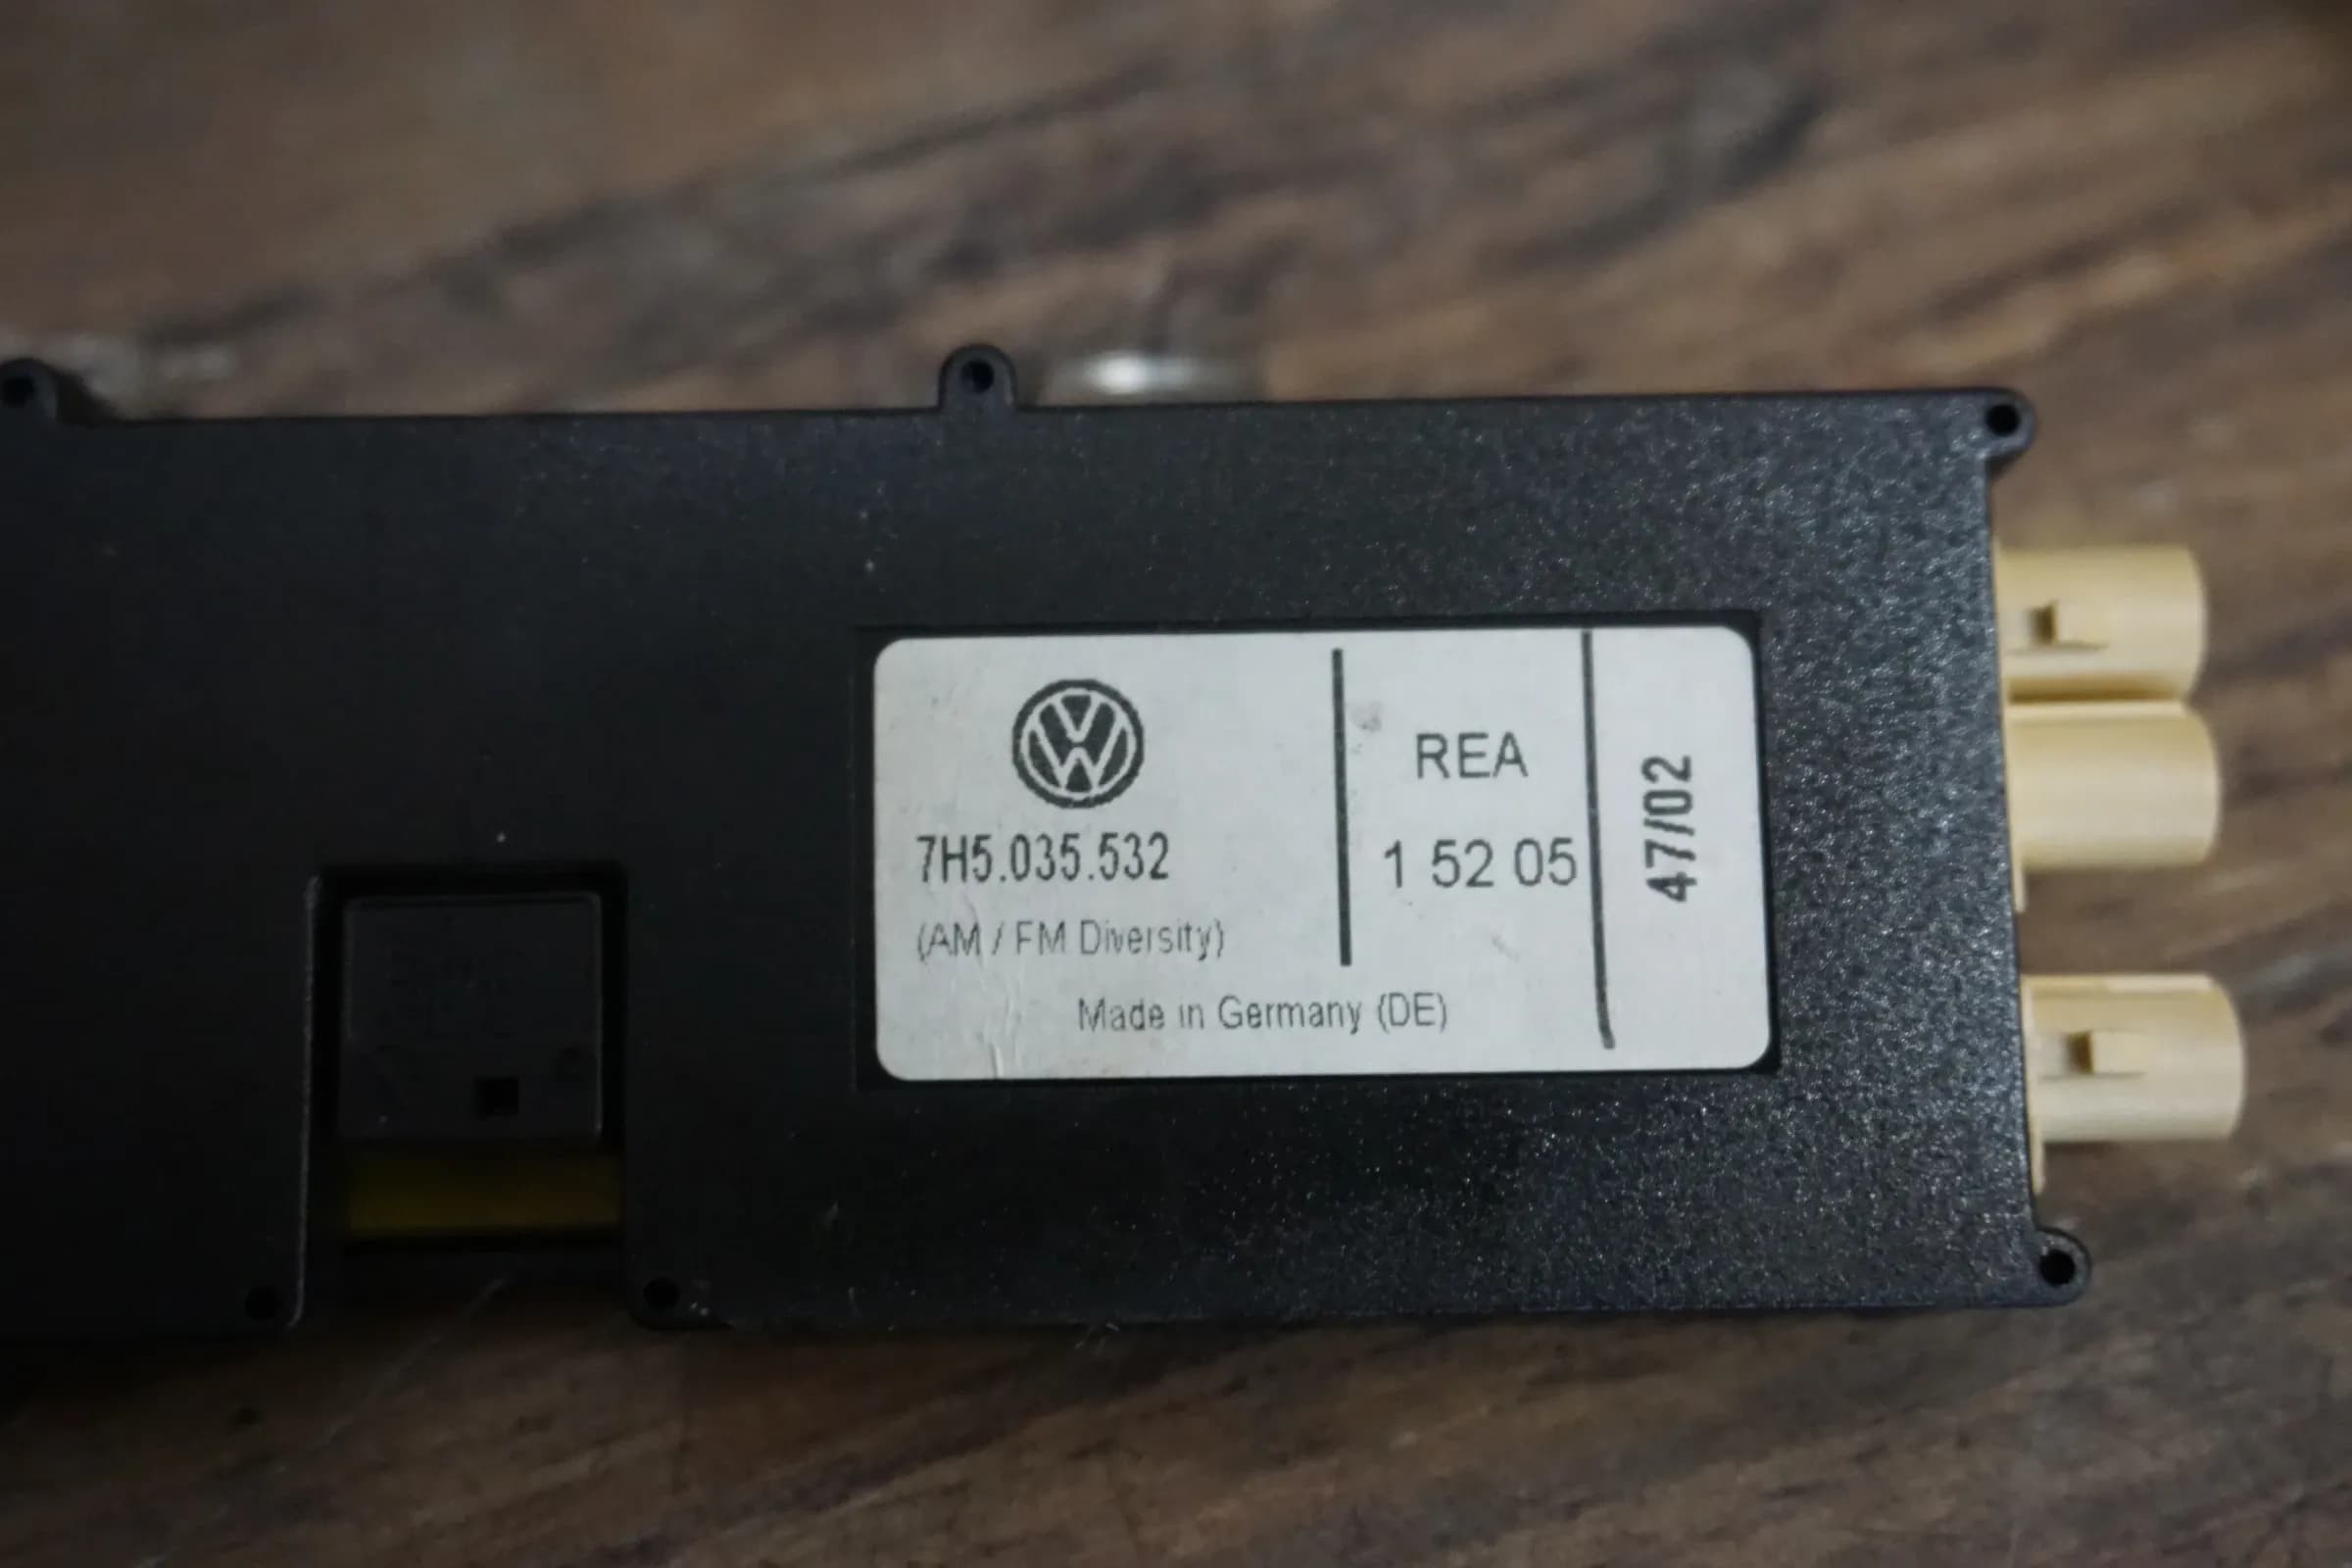 7H5.035.532
(AM / FM Diversity)
Made in Germany (DE)
REA
1 52 05
47/02